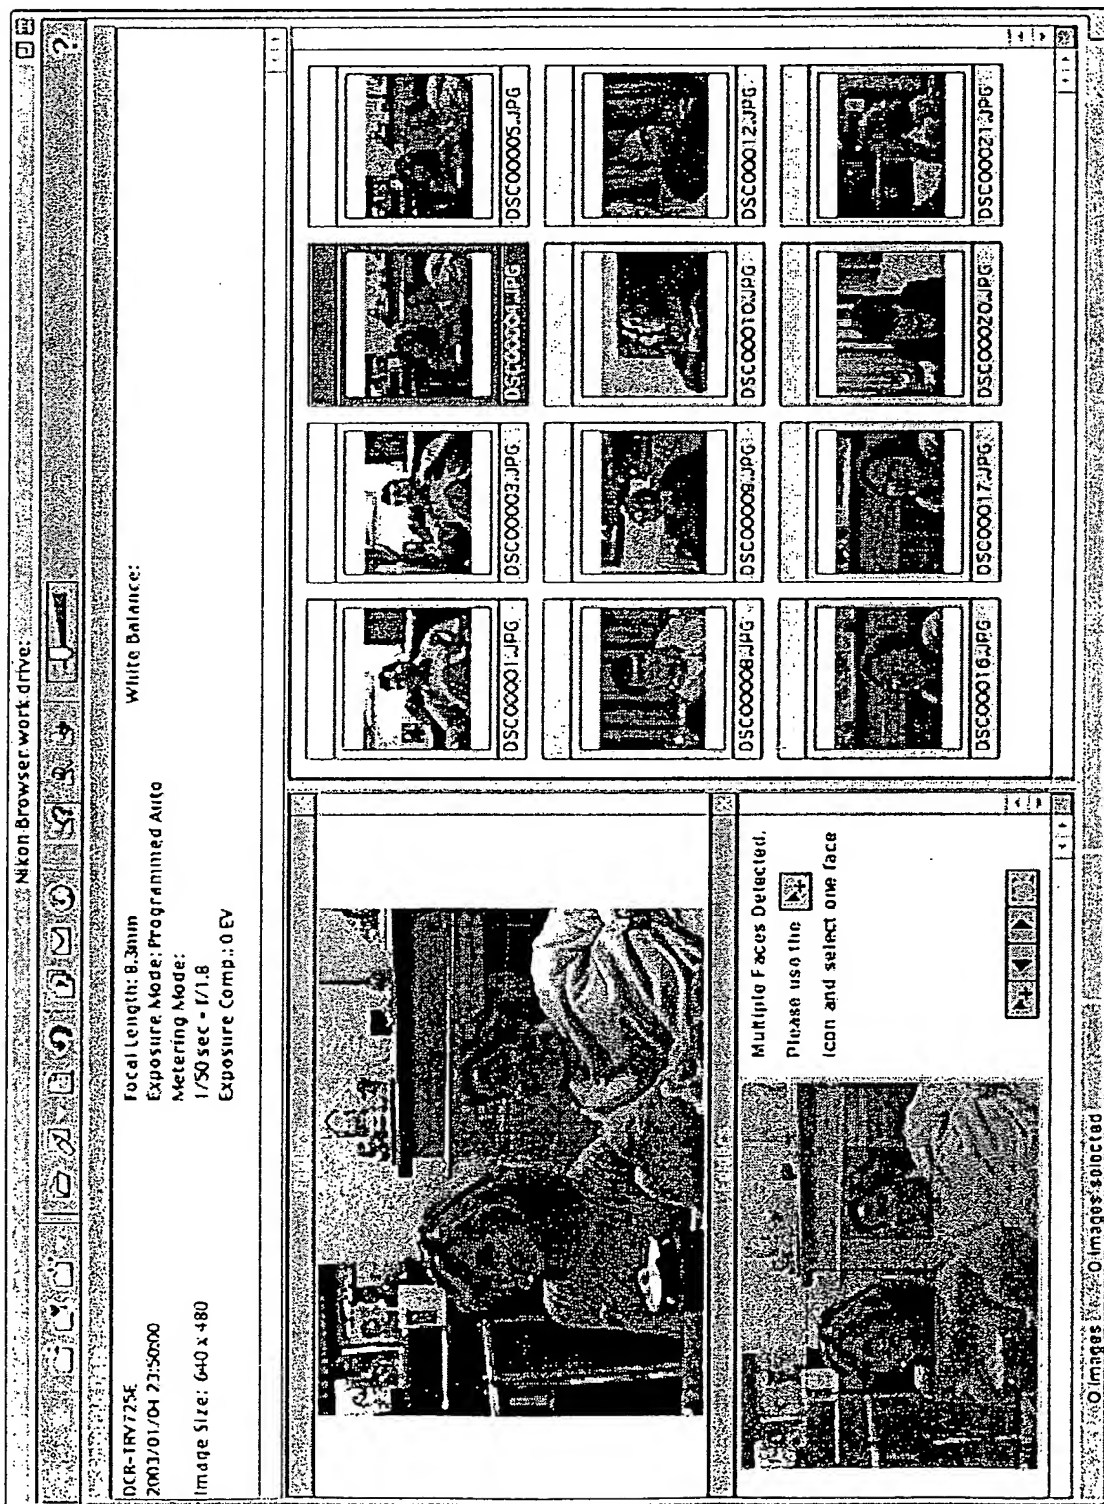 Nikon Browser work drive:
?
DCR-TRV725E
2003/01/04 23:50:00
Image Size: 640 x 480
Focal Length: 8.3mm
Exposure Mode: Programmed Auto
Metering Mode:
1/50 sec - F/1.8
Exposure Comp.: 0 EV
White Balance:
Multiple Faces Detected.
Please use the
icon and select one face
DSC00001.JPG
DSC00003.JPG
DSC00004.JPG
DSC00005.JPG
DSC00008.JPG
DSC00009.JPG
DSC00010.JPG
DSC00012.JPG
DSC00016.JPG
DSC00017.JPG
DSC00020.JPG
DSC00021.JPG
0 images 0 images selected